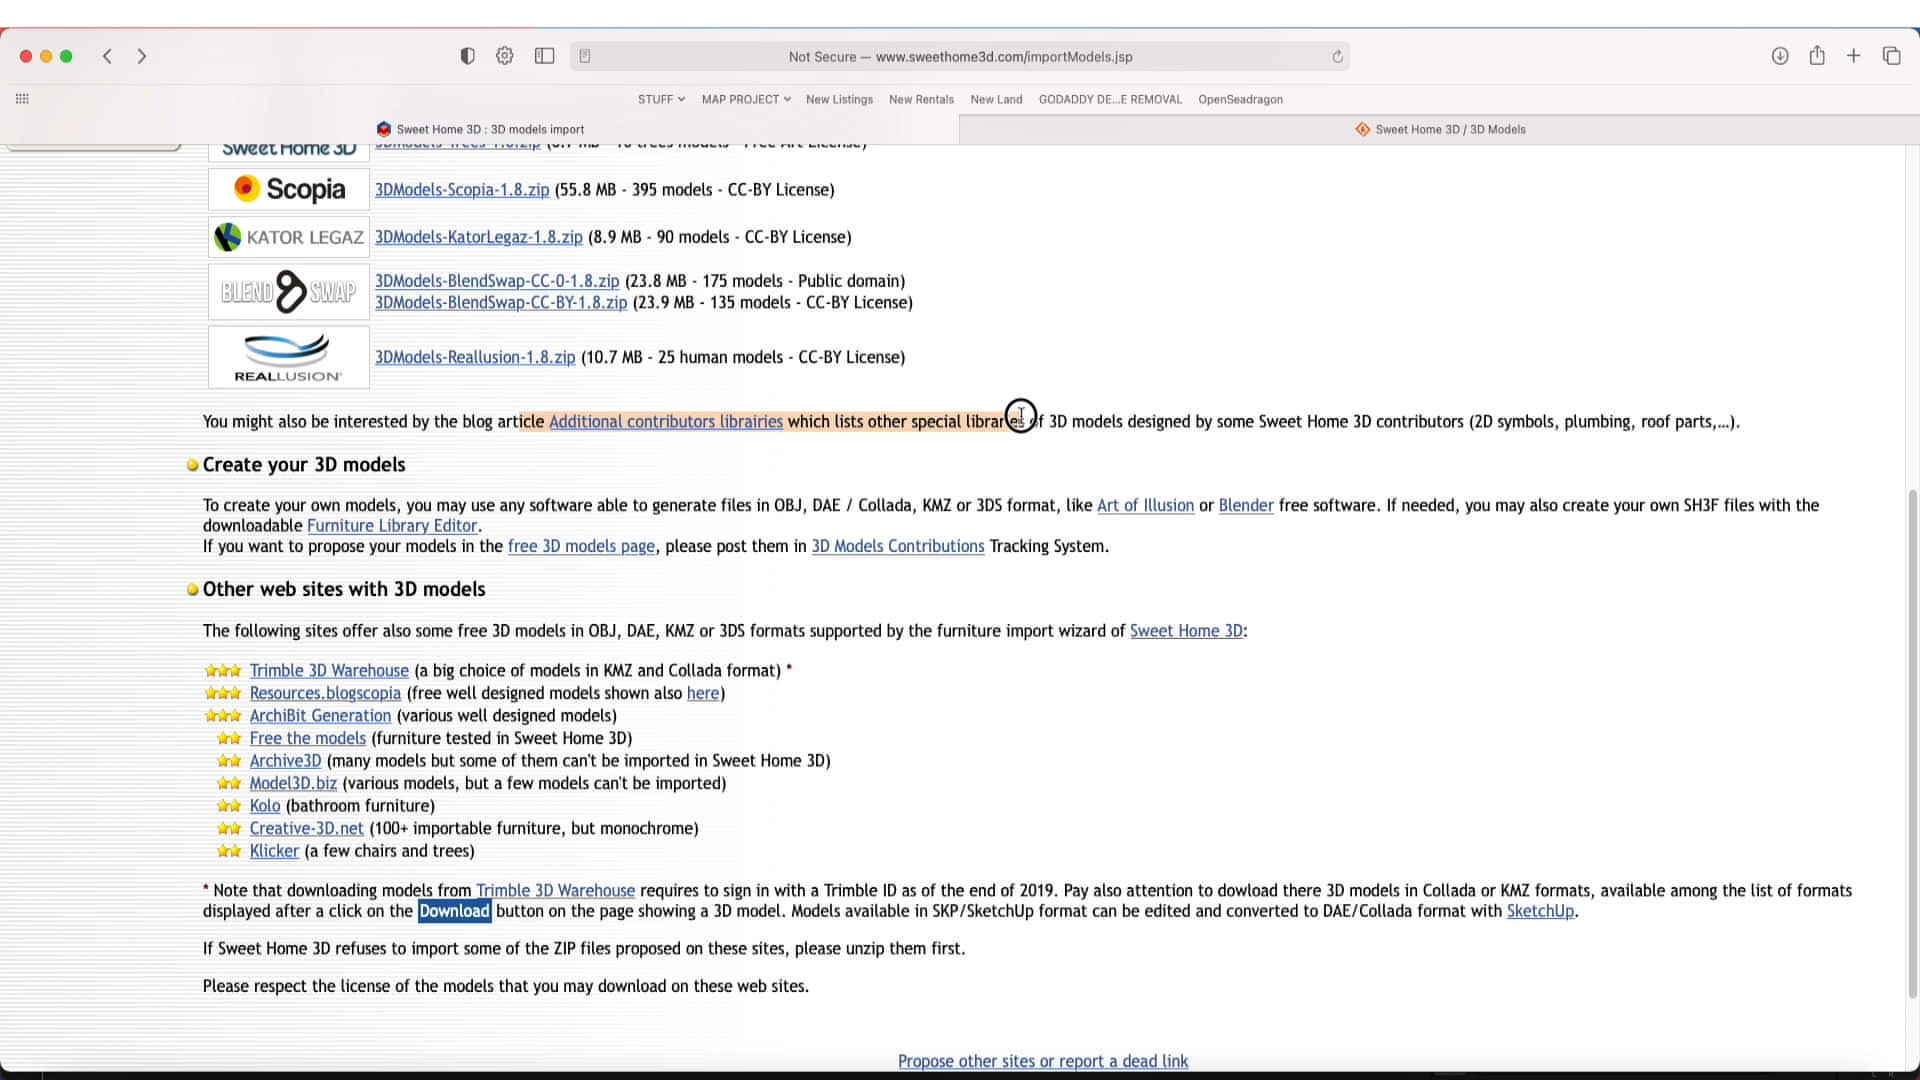 Not Secure — www.sweethome3d.com/importModels.jsp
STUFF MAP PROJECT New Listings New Rentals New Land GODADDY DE...E REMOVAL OpenSeadragon
Sweet Home 3D : 3D models import Sweet Home 3D / 3D Models
Sweet Home 3D 3DModels-Trees-1.8.zip
Scopia 3DModels-Scopia-1.8.zip (55.8 MB - 395 models - CC-BY License)
KATOR LEGAZ 3DModels-KatorLegaz-1.8.zip (8.9 MB - 90 models - CC-BY License)
BLEND SWAP 3DModels-BlendSwap-CC-0-1.8.zip (23.8 MB - 175 models - Public domain)
3DModels-BlendSwap-CC-BY-1.8.zip (23.9 MB - 135 models - CC-BY License)
REALLUSION 3DModels-Reallusion-1.8.zip (10.7 MB - 25 human models - CC-BY License)
You might also be interested by the blog article Additional contributors librairies which lists other special libraries of 3D models designed by some Sweet Home 3D contributors (2D symbols, plumbing, roof parts,...).
Create your 3D models
To create your own models, you may use any software able to generate files in OBJ, DAE / Collada, KMZ or 3DS format, like Art of Illusion or Blender free software. If needed, you may also create your own SH3F files with the
downloadable Furniture Library Editor.
If you want to propose your models in the free 3D models page, please post them in 3D Models Contributions Tracking System.
Other web sites with 3D models
The following sites offer also some free 3D models in OBJ, DAE, KMZ or 3DS formats supported by the furniture import wizard of Sweet Home 3D:
Trimble 3D Warehouse (a big choice of models in KMZ and Collada format) *
Resources.blogscopia (free well designed models shown also here)
ArchiBit Generation (various well designed models)
Free the models (furniture tested in Sweet Home 3D)
Archive3D (many models but some of them can't be imported in Sweet Home 3D)
Model3D.biz (various models, but a few models can't be imported)
Kolo (bathroom furniture)
Creative-3D.net (100+ importable furniture, but monochrome)
Klicker (a few chairs and trees)
* Note that downloading models from Trimble 3D Warehouse requires to sign in with a Trimble ID as of the end of 2019. Pay also attention to dowload there 3D models in Collada or KMZ formats, available among the list of formats
displayed after a click on the Download button on the page showing a 3D model. Models available in SKP/SketchUp format can be edited and converted to DAE/Collada format with SketchUp.
If Sweet Home 3D refuses to import some of the ZIP files proposed on these sites, please unzip them first.
Please respect the license of the models that you may download on these web sites.
Propose other sites or report a dead link